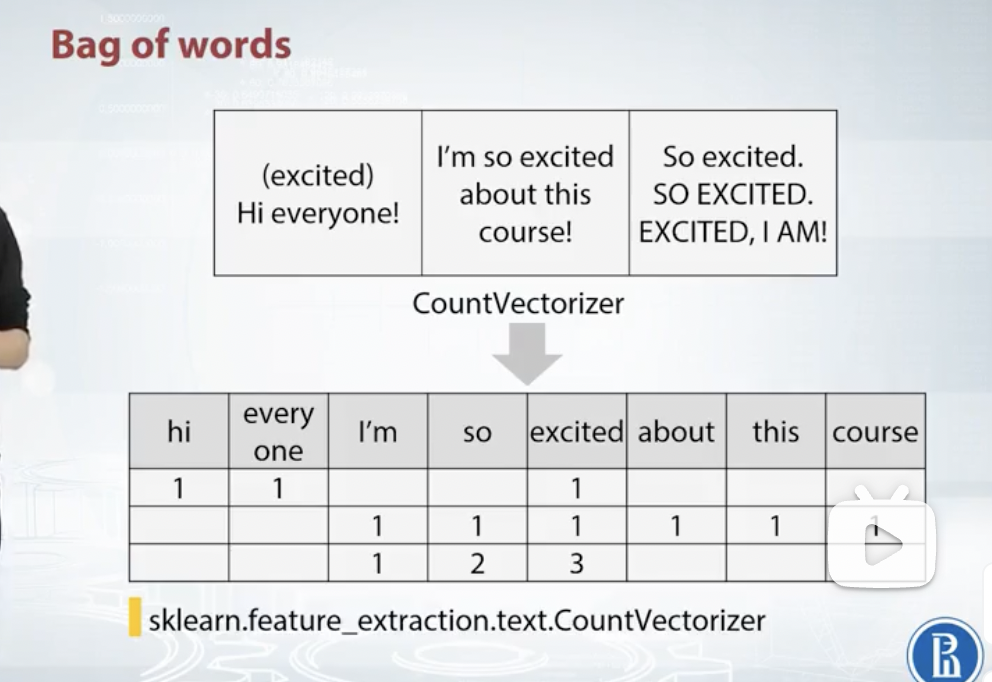 Bag of words
(excited)
Hi everyone!
I'm so excited
about this
course!
So excited.
SO EXCITED.
EXCITED, I AM!
CountVectorizer
hi every one I'm so excited about this course
1 1 1
1 1 1 1 1 1
1 2 3
sklearn.feature_extraction.text.CountVectorizer